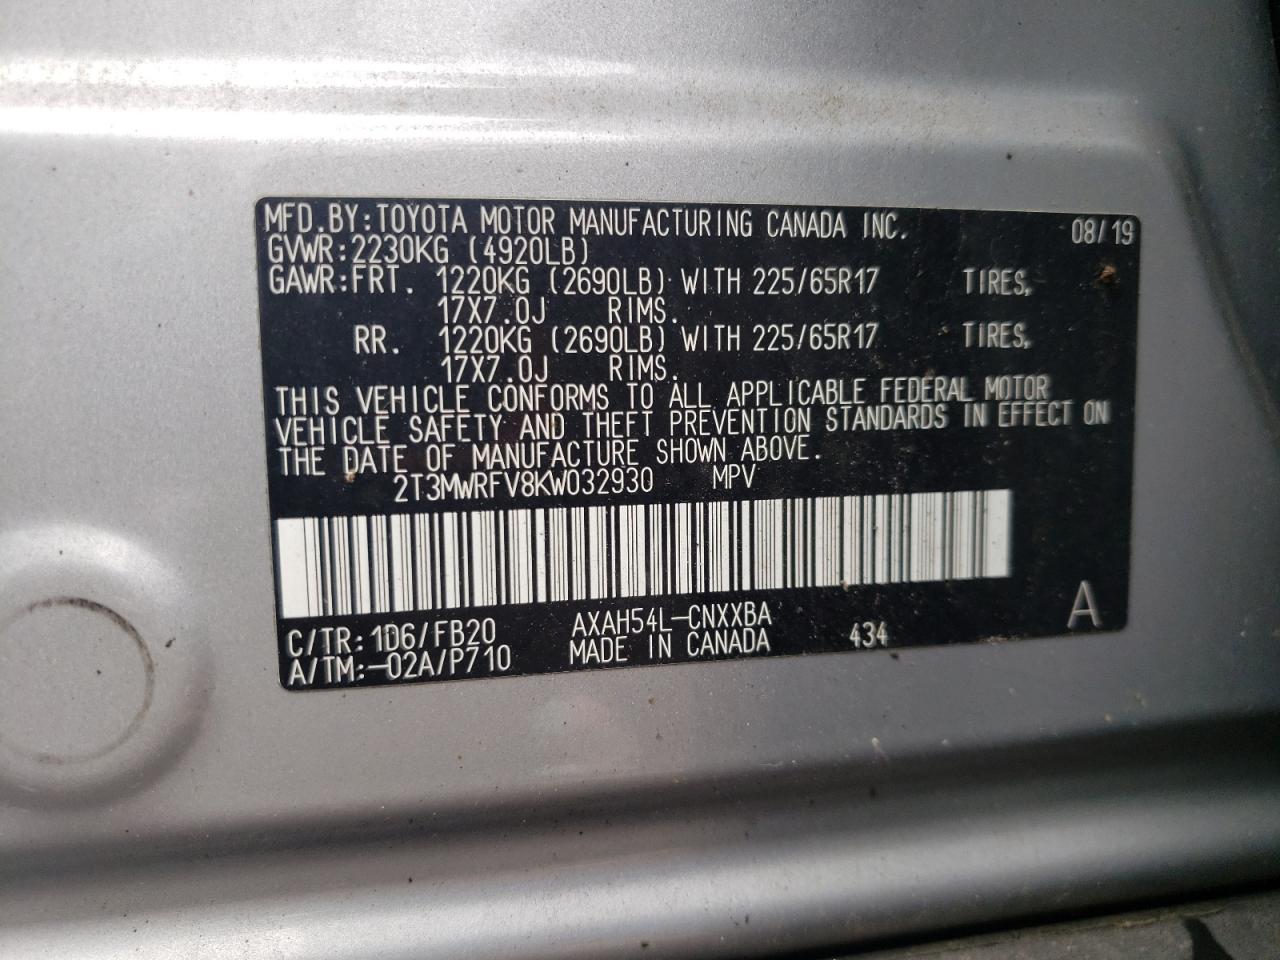 MFD.BY:TOYOTA MOTOR MANUFACTURING CANADA INC. 08/19
GVWR:2230KG (4920LB)
GAWR:FRT. 1220KG (2690LB) WITH 225/65R17 TIRES,
17X7.0J RIMS.
RR. 1220KG (2690LB) WITH 225/65R17 TIRES,
17X7.0J RIMS.
THIS VEHICLE CONFORMS TO ALL APPLICABLE FEDERAL MOTOR
VEHICLE SAFETY AND THEFT PREVENTION STANDARDS IN EFFECT ON
THE DATE OF MANUFACTURE SHOWN ABOVE.
2T3MWRFV8KW032930 MPV
C/TR:1D6/FB20 AXAH54L-CNXXBA A
A/TM:-02A/P710 MADE IN CANADA 434